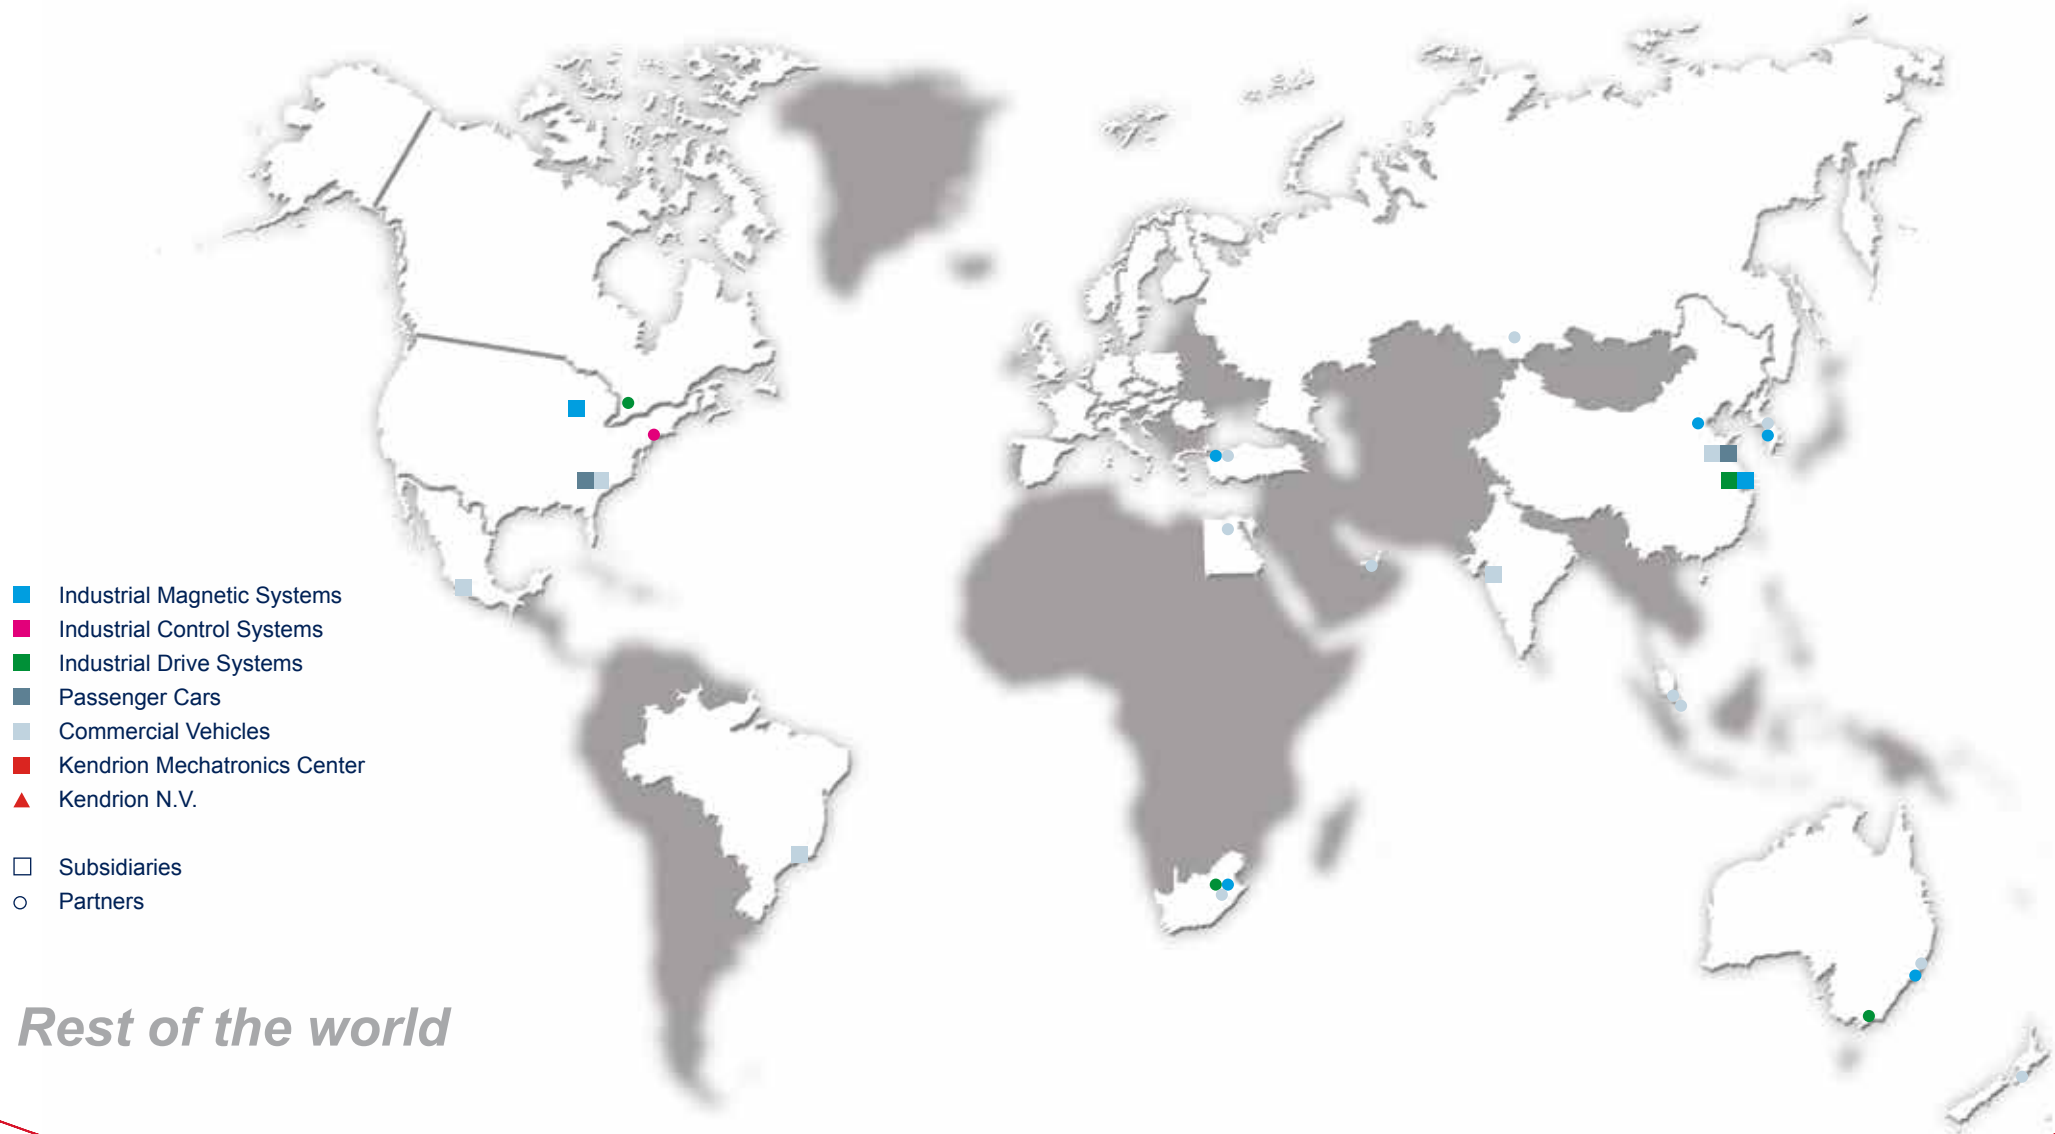 Industrial Magnetic Systems
Industrial Control Systems
Industrial Drive Systems
Passenger Cars
Commercial Vehicles
Kendrion Mechatronics Center
Kendrion N.V.
Subsidiaries
Partners
Rest of the world